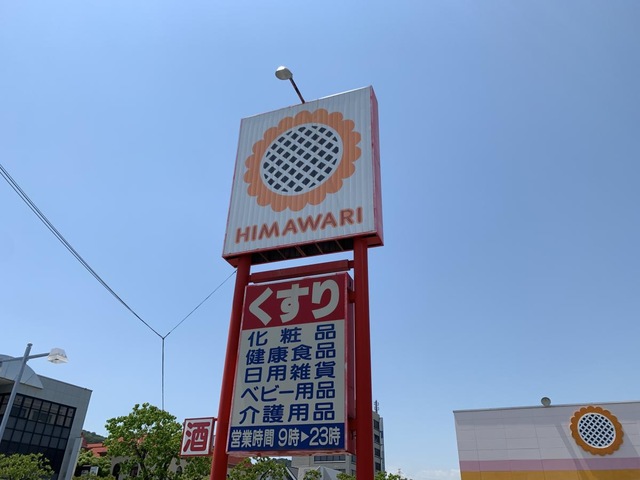 HIMAWARI
くすり
化粧品
健康食品
日用雑貨
ベビー用品
介護用品
営業時間 9時▶23時
酒